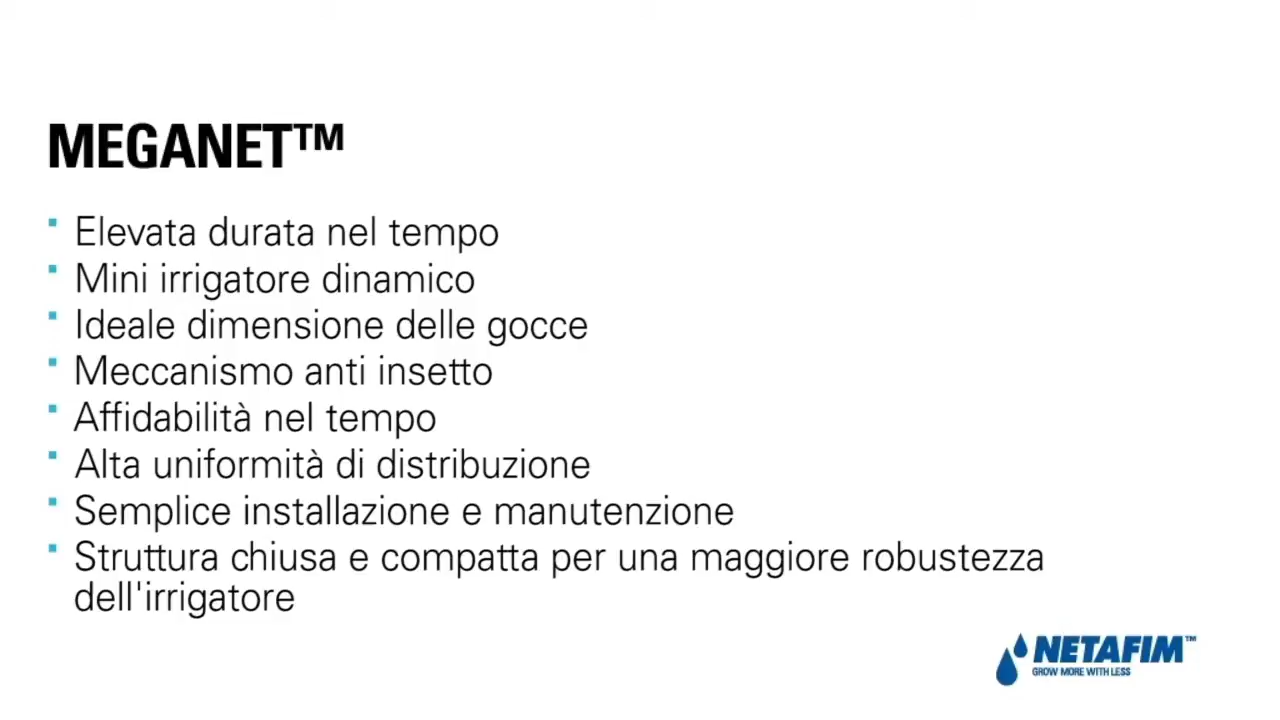 MEGANET™
Elevata durata nel tempo
Mini irrigatore dinamico
Ideale dimensione delle gocce
Meccanismo anti insetto
Affidabilità nel tempo
Alta uniformità di distribuzione
Semplice installazione e manutenzione
Struttura chiusa e compatta per una maggiore robustezza
dell'irrigatore
NETAFIM™
GROW MORE WITH LESS